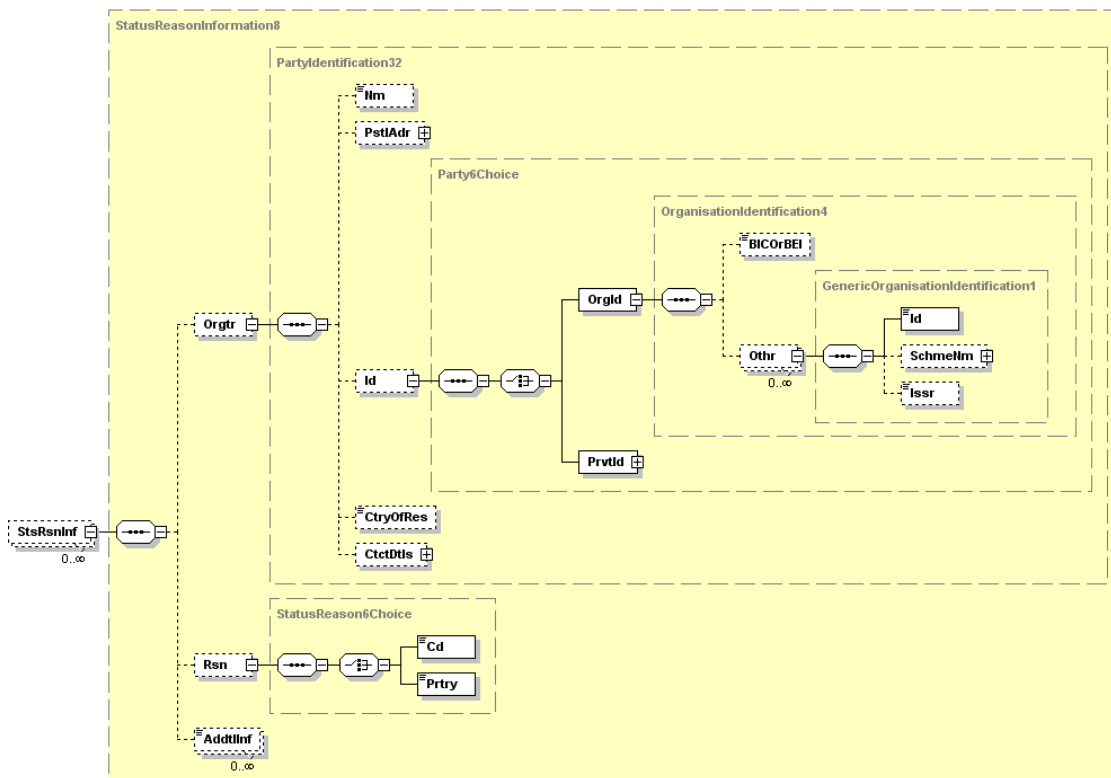 StatusReasonInformation8
PartyIdentification32
Nm
PstlAdr
Party6Choice
OrganisationIdentification4
BICOrBEI
GenericOrganisationIdentification1
OrgId
Id
Orgtr
Othr
SchmeNm
0..∞
Id
Issr
PrvtId
CtryOfRes
StsRsnInf
0..∞
CtctDtls
StatusReason6Choice
Cd
Rsn
Prtry
AddtlInf
0..∞